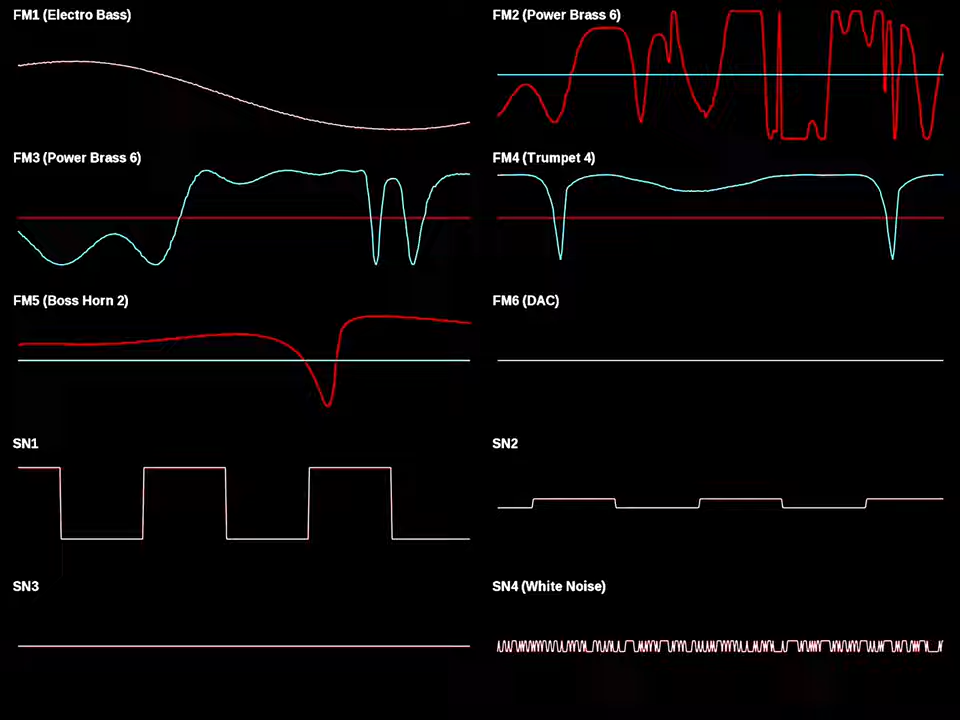 FM1 (Electro Bass)
FM2 (Power Brass 6)
FM3 (Power Brass 6)
FM4 (Trumpet 4)
FM5 (Boss Horn 2)
FM6 (DAC)
SN1
SN2
SN3
SN4 (White Noise)